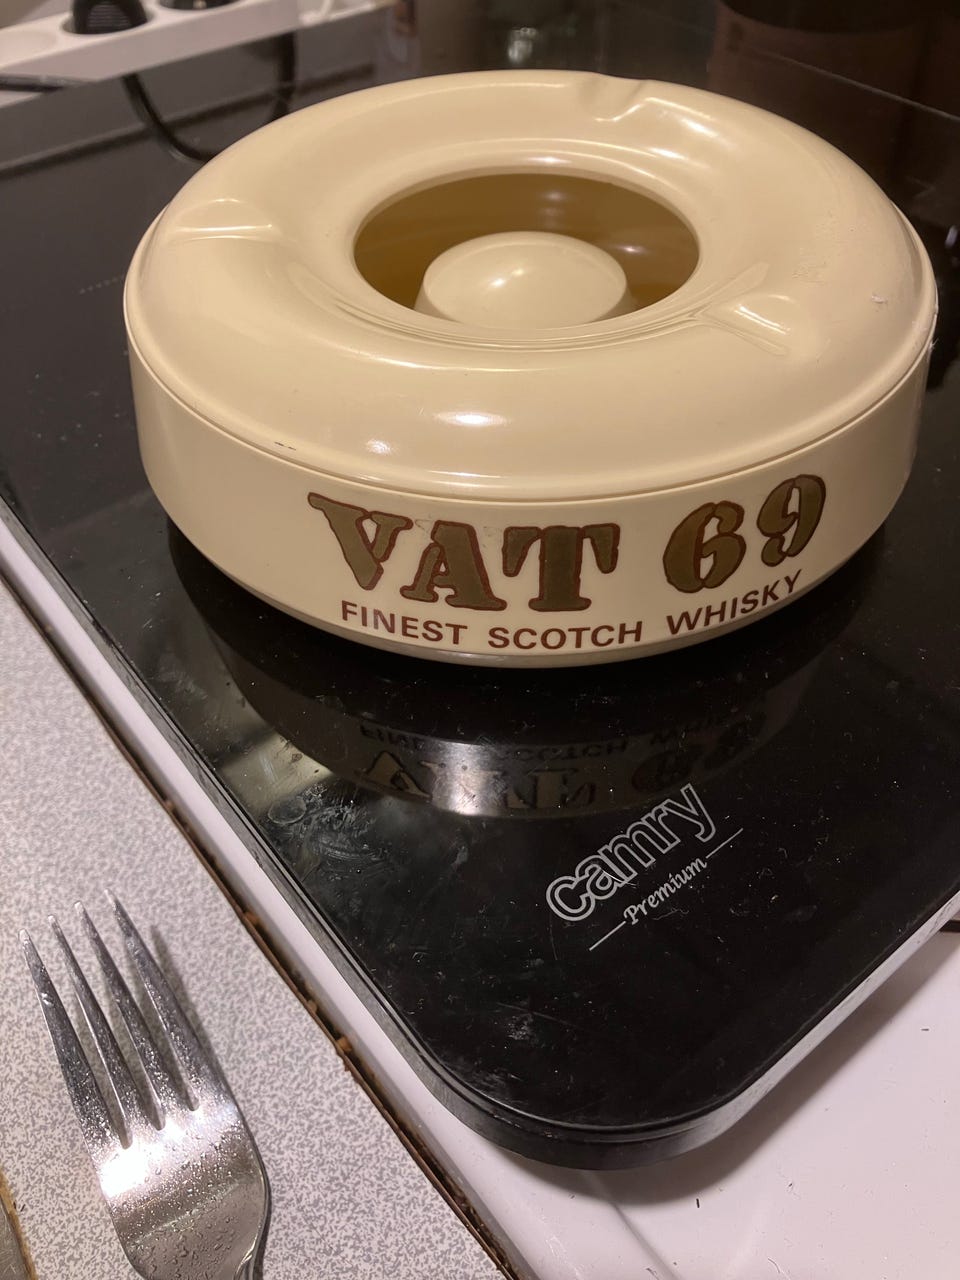 VAT 69
FINEST SCOTCH WHISKY
camry
Premium